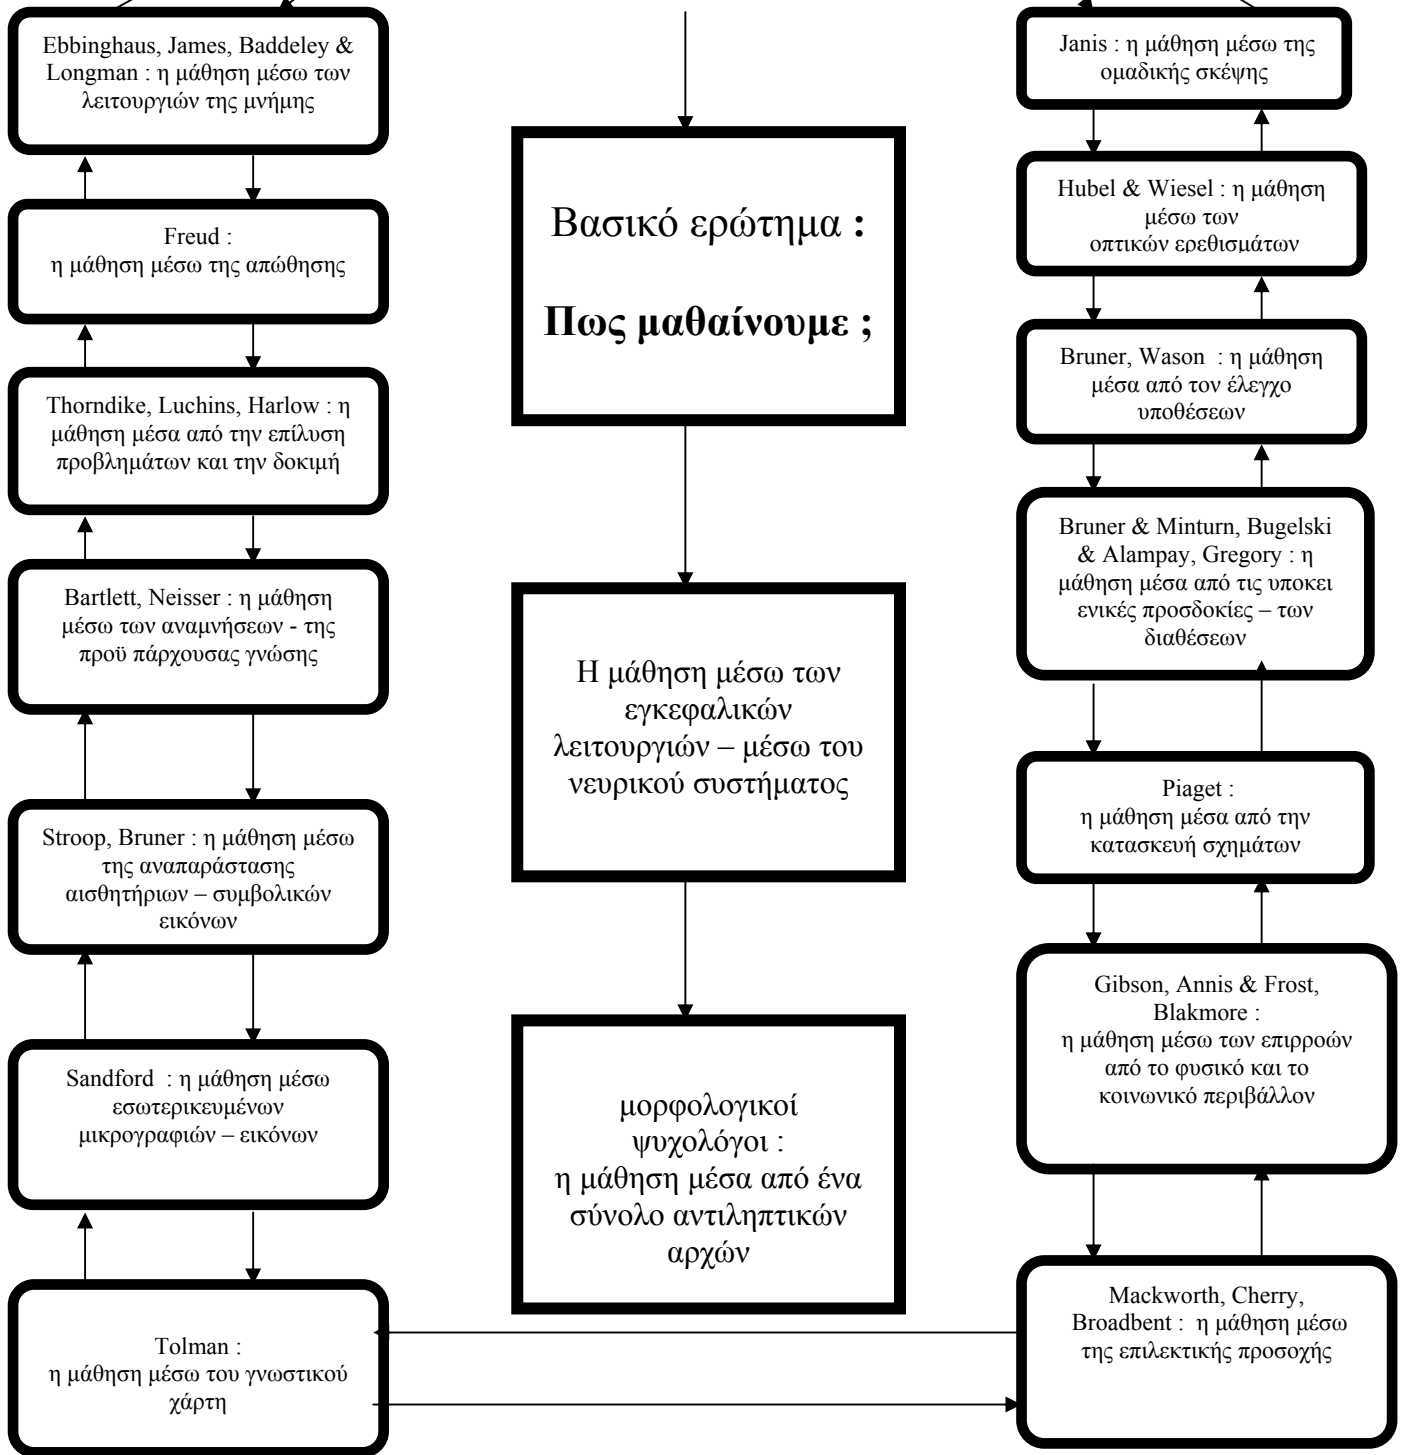 Ebbinghaus, James, Baddeley &
Longman : η μάθηση μέσω των
λειτουργιών της μνήμης
Freud :
η μάθηση μέσω της απώθησης
Thorndike, Luchins, Harlow : η
μάθηση μέσα από την επίλυση
προβλημάτων και την δοκιμή
Bartlett, Neisser : η μάθηση
μέσω των αναμνήσεων - της
προϋ πάρχουσας γνώσης
Stroop, Bruner : η μάθηση μέσω
της αναπαράστασης
αισθητήριων – συμβολικών
εικόνων
Sandford  : η μάθηση μέσω
εσωτερικευμένων
μικρογραφιών – εικόνων
Tolman :
η μάθηση μέσω του γνωστικού
χάρτη
Βασικό ερώτημα :
Πως μαθαίνουμε ;
Η μάθηση μέσω των
εγκεφαλικών
λειτουργιών – μέσω του
νευρικού συστήματος
μορφολογικοί
ψυχολόγοι :
η μάθηση μέσα από ένα
σύνολο αντιληπτικών
αρχών
Janis : η μάθηση μέσω της
ομαδικής σκέψης
Hubel & Wiesel : η μάθηση
μέσω των
οπτικών ερεθισμάτων
Bruner, Wason  : η μάθηση
μέσα από τον έλεγχο
υποθέσεων
Bruner & Minturn, Bugelski
& Alampay, Gregory : η
μάθηση μέσα από τις υποκει
ενικές προσδοκίες – των
διαθέσεων
Piaget :
η μάθηση μέσα από την
κατασκευή σχημάτων
Gibson, Annis & Frost,
Blakmore :
η μάθηση μέσω των επιρροών
από το φυσικό και το
κοινωνικό περιβάλλον
Mackworth, Cherry,
Broadbent :  η μάθηση μέσω
της επιλεκτικής προσοχής